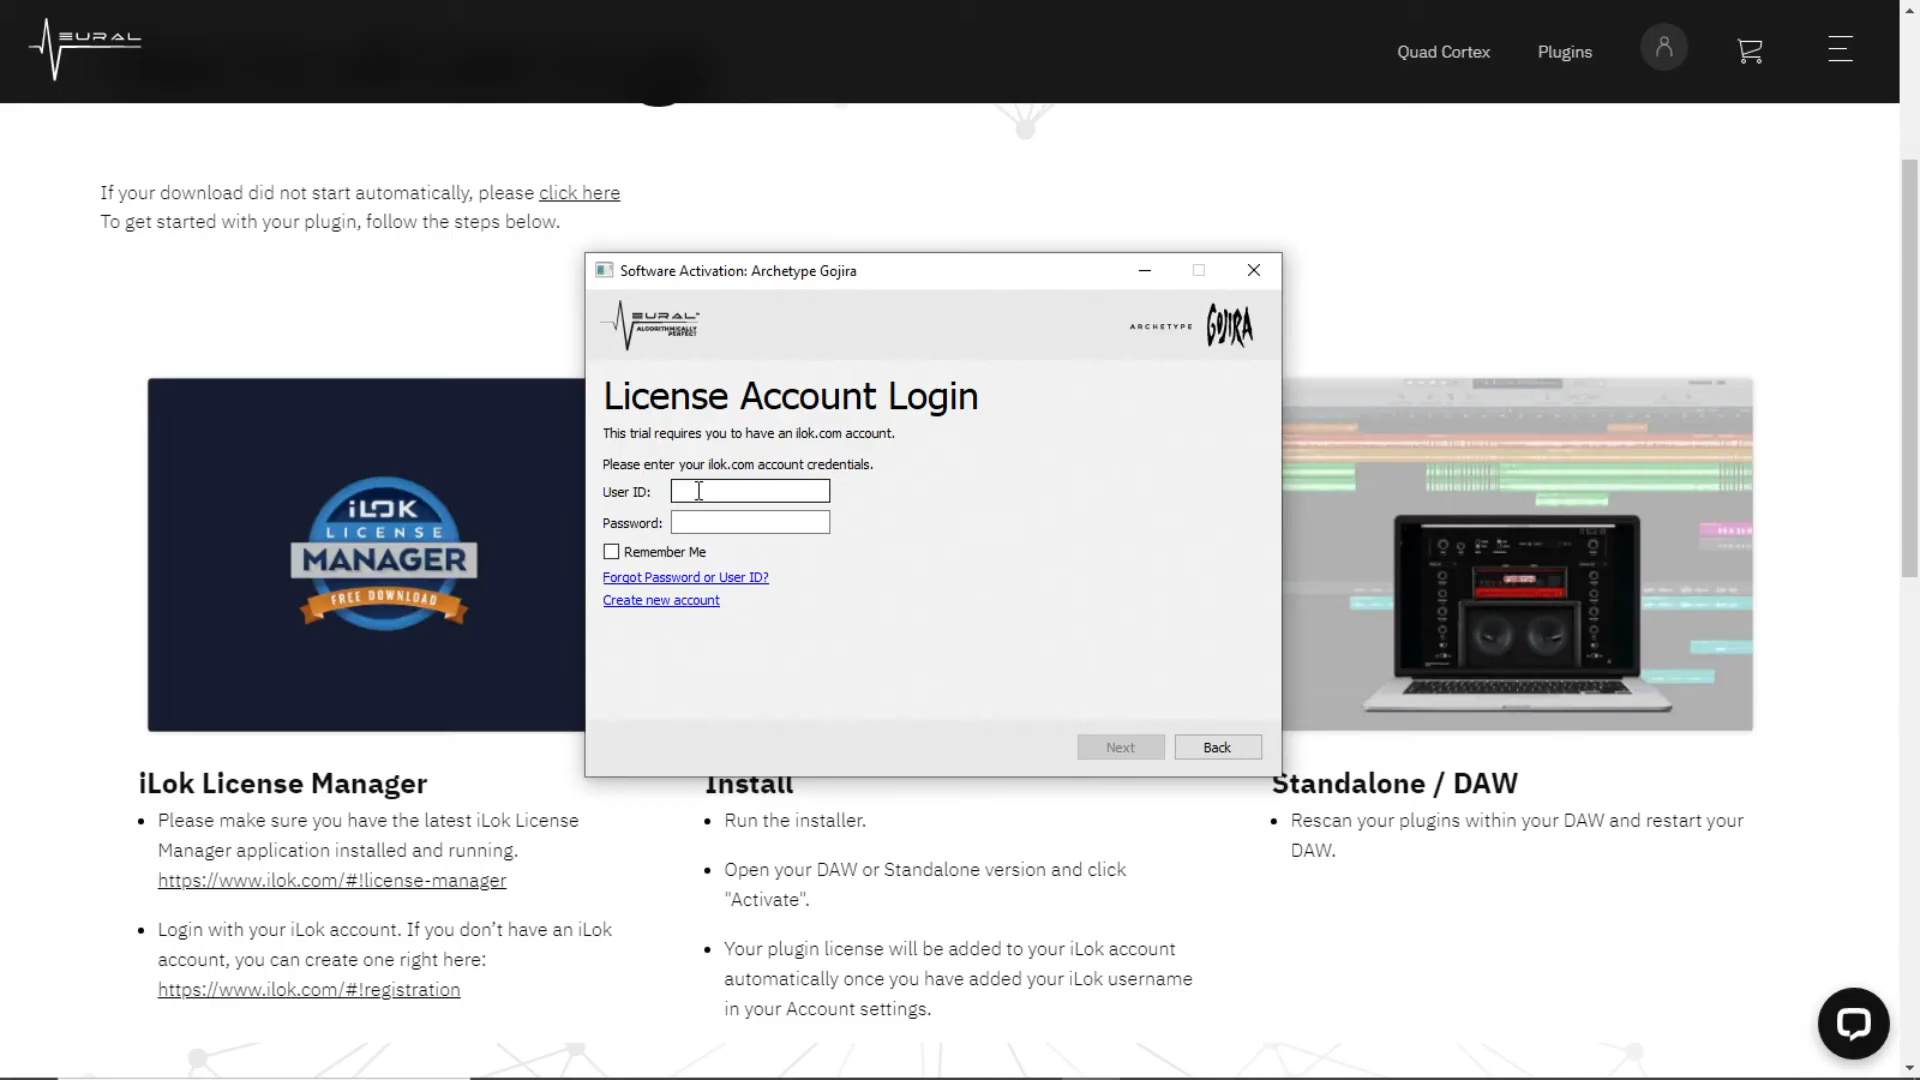 EURAL
Quad Cortex
Plugins
If your download did not start automatically, please click here
To get started with your plugin, follow the steps below.
Software Activation: Archetype Gojira
EURAL
ALGORITHMICALLY
PERFECT
ARCHETYPE
GOJIRA
License Account Login
This trial requires you to have an ilok.com account.
Please enter your ilok.com account credentials.
User ID:
Password:
Remember Me
Forgot Password or User ID?
Create new account
Next
Back
iLOK
LICENSE
MANAGER
FREE DOWNLOAD
iLok License Manager
Please make sure you have the latest iLok License
Manager application installed and running.
https://www.ilok.com/#!license-manager
Login with your iLok account. If you don’t have an iLok
account, you can create one right here:
https://www.ilok.com/#!registration
Install
Run the installer.
Open your DAW or Standalone version and click
"Activate".
Your plugin license will be added to your iLok account
automatically once you have added your iLok username
in your Account settings.
Standalone / DAW
Rescan your plugins within your DAW and restart your
DAW.